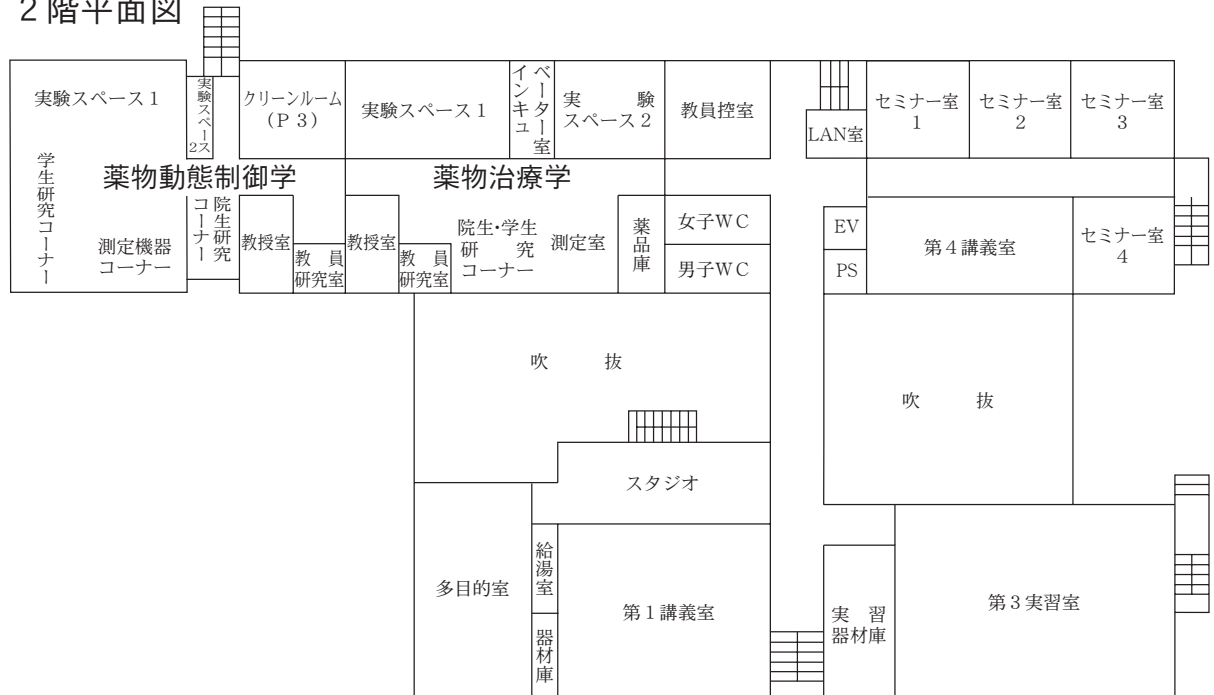 ２階平面図
実験スペース１
実験スペース2ス
クリーンルーム
（Ｐ３）
実験スペース１
インキュ
ベーター室
実　験
スペース２
教員控室
LAN室
セミナー室
1
セミナー室
2
セミナー室
3
学生研究コーナー
薬物動態制御学
薬物治療学
測定機器
コーナー
院生研究
コーナー
教授室
教　員
研究室
教授室
教　員
研究室
院生・学生
研　究
コーナー
測定室
薬品庫
女子WC
男子WC
EV
PS
第４講義室
セミナー室
4
吹　抜
吹　抜
スタジオ
多目的室
給湯室
器材庫
第１講義室
実　習
器材庫
第３実習室